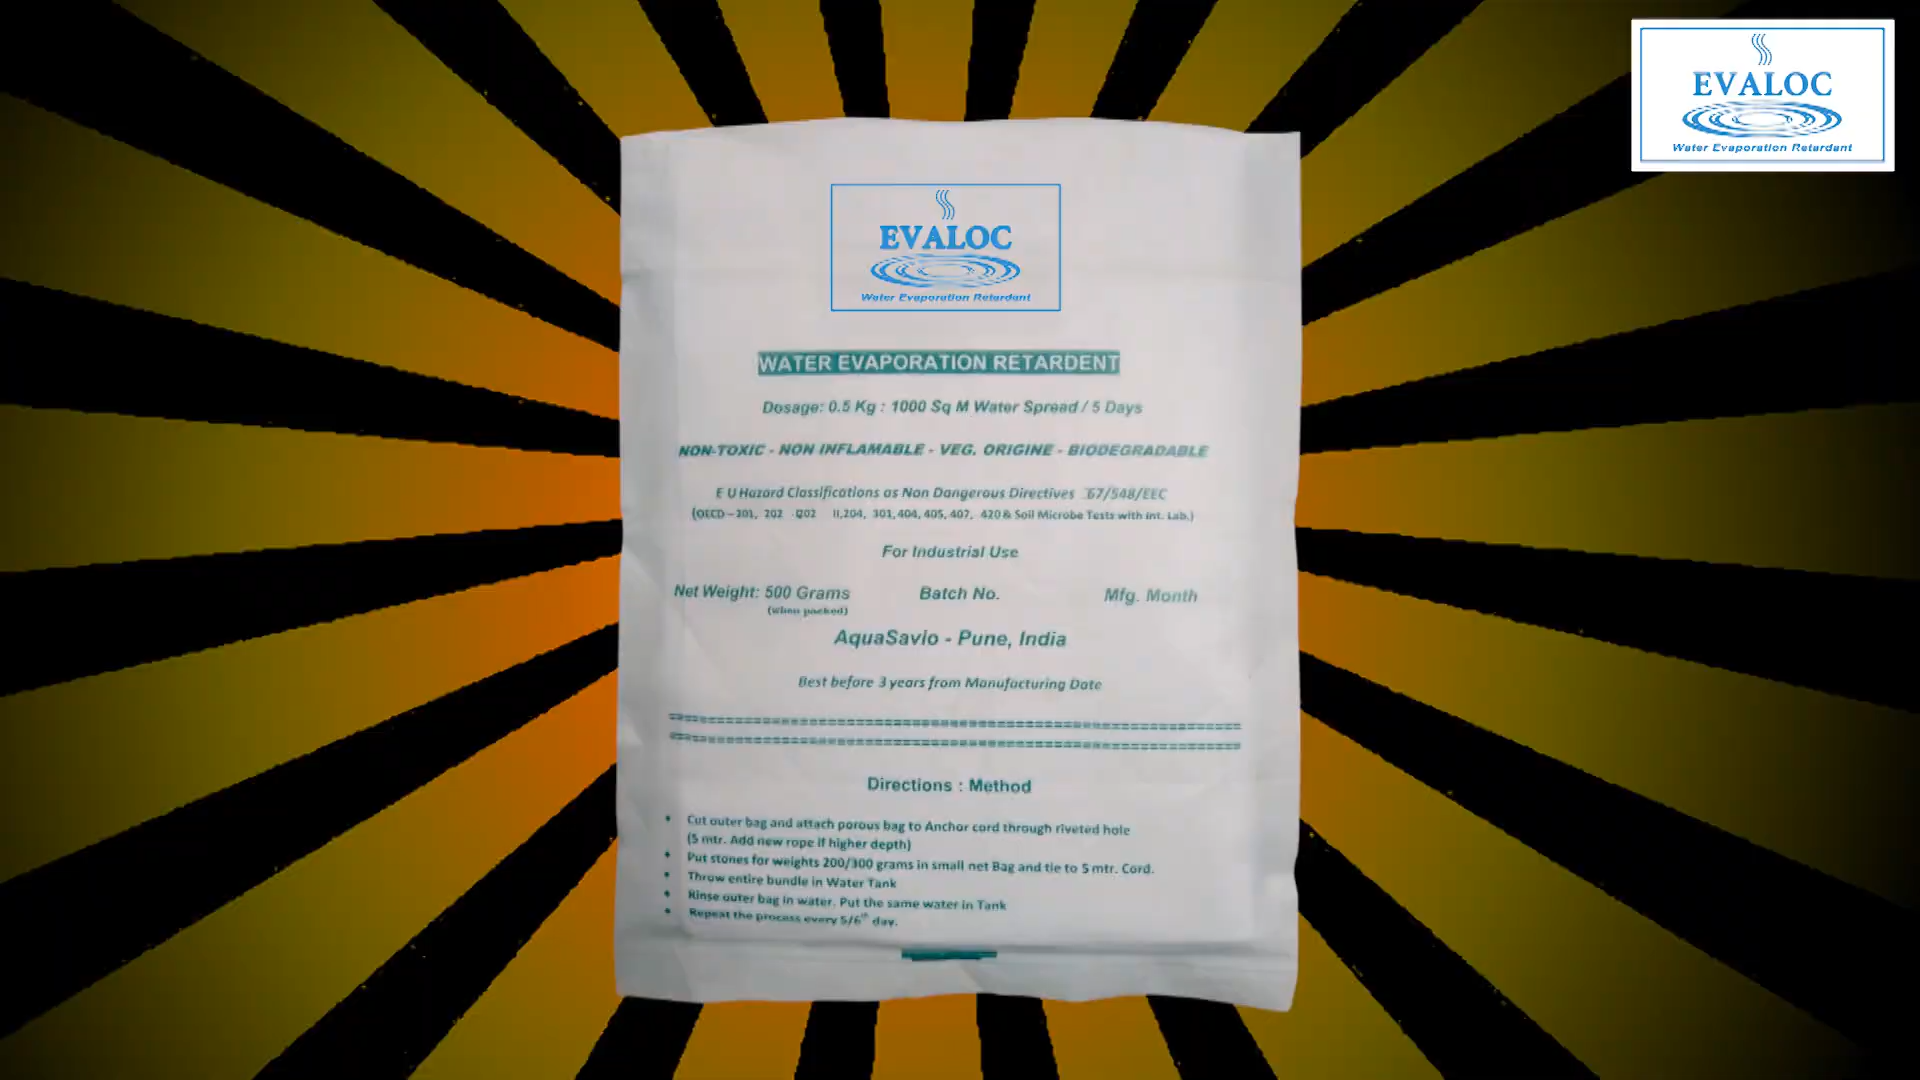 EVALOC
Water Evaporation Retardant
EVALOC
Water Evaporation Retardant
WATER EVAPORATION RETARDENT
Dosage: 0.5 Kg : 1000 Sq M Water Spread / 5 Days
NON-TOXIC - NON INFLAMABLE - VEG. ORIGINE - BIODEGRADABLE
E U Hazard Classifications as Non Dangerous Directives 67/548/EEC
(OECD – 201, 202 II,204, 301, 404, 405, 407, 420 & Soil Microbe Tests with Int. Lab.)
For Industrial Use
Net Weight: 500 Grams Batch No. Mfg. Month
(when packed)
AquaSavio - Pune, India
Best before 3 years from Manufacturing Date
Directions : Method
• Cut outer bag and attach porous bag to Anchor cord through riveted hole
(5 mtr. Add new rope if higher depth)
• Put stones for weights 200/300 grams in small net Bag and tie to 5 mtr. Cord.
• Throw entire bundle in Water Tank
• Rinse outer bag in water. Put the same water in Tank
• Repeat the process every 5/6th day.